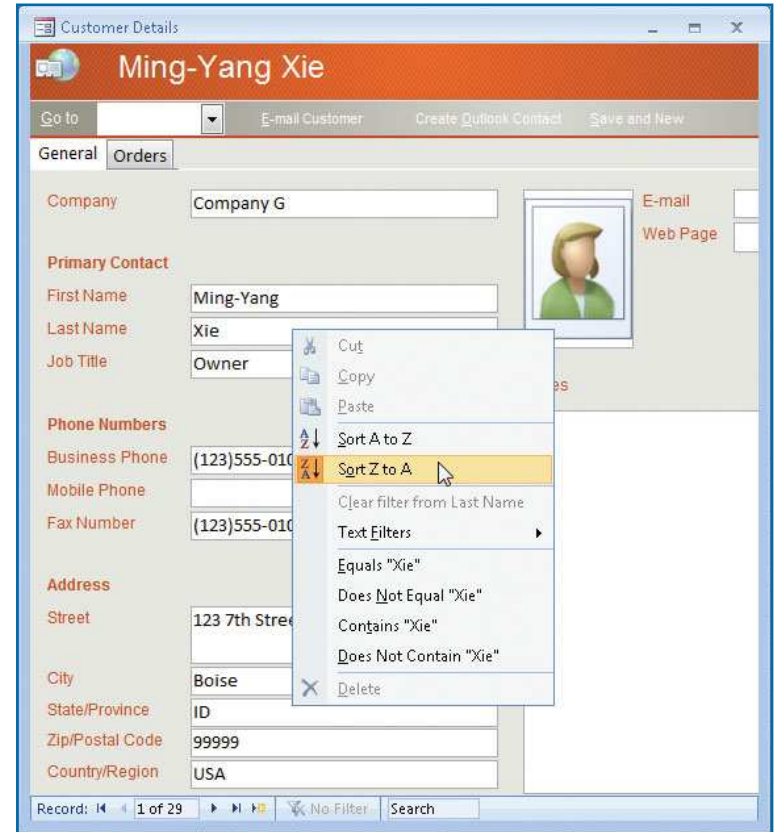 Customer Details
Ming-Yang Xie
Go to E-mail Customer Create Outlook Contact Save and New
General Orders
Company Company G E-mail
Web Page
Primary Contact
First Name Ming-Yang
Last Name Xie
Job Title Owner
Phone Numbers
Business Phone (123)555-010
Mobile Phone
Fax Number (123)555-010
Address
Street 123 7th Stree
City Boise
State/Province ID
Zip/Postal Code 99999
Country/Region USA
Cut
Copy
Paste
Sort A to Z
Sort Z to A
Clear filter from Last Name
Text Filters
Equals "Xie"
Does Not Equal "Xie"
Contains "Xie"
Does Not Contain "Xie"
Delete
Record: 1 of 29 No Filter Search